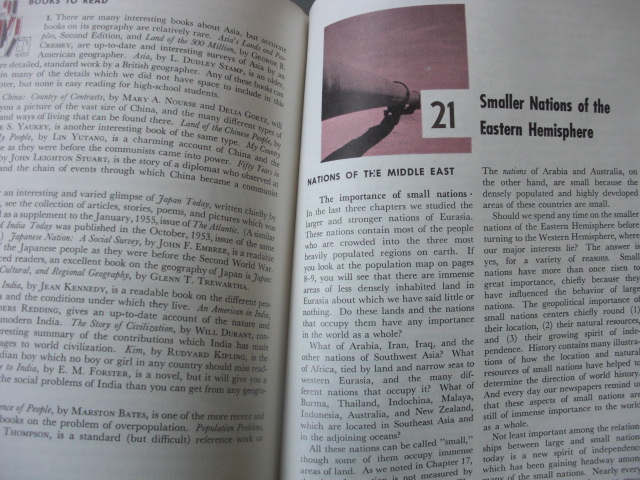 BOOKS TO READ
1. There are many interesting books about Asia, but accurate
books on its geography are relatively rare. Asia's Lands and Peo-
ples, Second Edition, and Land of the 500 Million, by GEORGE B.
CRESSEY, are up-to-date and interesting surveys of Asia by an
American geographer. Asia, by L. DUDLEY STAMP, is an older,
detailed, standard work by a British geographer. Any of these books can
in many of the details which we did not have space to include in this
but none is easy reading for high-school students.
China: Country of Contrasts, by MARY A. NOURSE and DELIA GOETZ, will
you a picture of the vast size of China, and the many different types of
and ways of living that can be found there. Land of the Chinese People, by
S. YAUKEY, is another interesting book of the same type. My Country
My People, by LIN YUTANG, is a charming account of China and the
as they were before the communists came into power. Fifty Years in
by JOHN LEIGHTON STUART, is the story of a diplomat who observed at
and the chain of events through which China became a communist
an interesting and varied glimpse of Japan Today, written chiefly by
see the collection of articles, stories, poems, and pictures which was
as a supplement to the January, 1955, issue of The Atlantic. (A similar
India Today was published in the October, 1953, issue of the same
Japanese Nation: A Social Survey, by JOHN F. EMBREE, is a readable
the Japanese people as they were before the Second World War.
readers, an excellent book on the geography of Japan is Japan:
Cultural, and Regional Geography, by GLENN T. TREWARTHA.
India, by JEAN KENNEDY, is a readable book on the different peo-
and the conditions under which they live. An American in India,
REDDING, gives an up-to-date account of the nature and
modern India. The Story of Civilization, by WILL DURANT, con-
interesting summary of the contributions which India has made
ages to world civilization. Kim, by RUDYARD KIPLING, is the
Indian boy which no boy or girl in any country should miss read-
to India, by E. M. FORSTER, is a novel, but it will give you a
the social problems of India than you can get from any geogra-
of People, by MARSTON BATES, is one of the more recent and
books on the problem of overpopulation. Population Problems,
THOMPSON, is a standard (but difficult) reference work on
21
Smaller Nations of the
Eastern Hemisphere
NATIONS OF THE MIDDLE EAST
The importance of small nations ·
In the last three chapters we studied the
larger and stronger nations of Eurasia.
These nations contain most of the people
who are crowded into the three most
heavily populated regions on earth. If
you look at the population map on pages
8-9, you will see that there are immense
areas of less densely inhabited land in
Eurasia about which we have said little or
nothing. Do these lands and the nations
that occupy them have any importance
in the world as a whole?
What of Arabia, Iran, Iraq, and the
other nations of Southwest Asia? What
of Africa, tied by land and narrow seas to
western Eurasia, and the many dif-
ferent nations that occupy it? What of
Burma, Thailand, Indochina, Malaya,
Indonesia, Australia, and New Zealand,
which are located in Southeast Asia and
in the adjoining oceans?
All these nations can be called "small,"
though some of them occupy immense
areas of land. As we noted in Chapter 17,
is not measured by
The nations of Arabia and Australia, on
the other hand, are small because the
densely populated and highly developed
areas of these countries are small.
Should we spend any time on the smaller
nations of the Eastern Hemisphere before
turning to the Western Hemisphere, where
our major interests lie? The answer is
yes, for a variety of reasons. Small
nations have more than once risen to
great importance, chiefly because they
have influenced the behavior of large
nations. The geopolitical importance of
small nations centers chiefly round (1)
their location, (2) their natural resources,
and (3) their growing spirit of inde-
pendence. History contains many illustra-
tions of how the location and natural
resources of small nations have helped to
determine the direction of world history.
And every day our newspapers remind us
that these aspects of small nations are
still of immense importance to the world
as a whole.
Not least important among the relation-
ships between large and small nations
today is a new spirit of independence
which has been gaining headway among
Nearly every